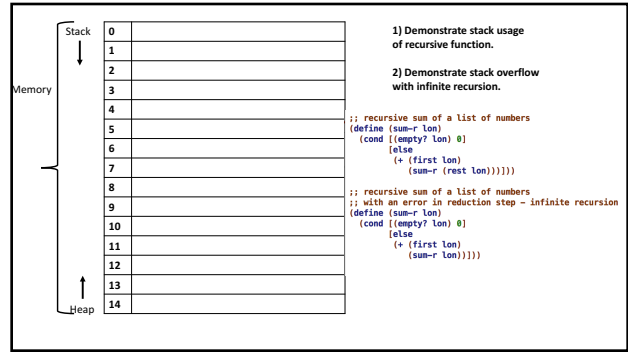 Stack
Memory
Heap
0
1
2
3
4
5
6
7
8
9
10
11
12
13
14
1) Demonstrate stack usage
of recursive function.
2) Demonstrate stack overflow
with infinite recursion.
;; recursive sum of a list of numbers
(define (sum-r lon)
  (cond [(empty? lon) 0]
        [else
         (+ (first lon)
            (sum-r (rest lon)))]))
;; recursive sum of a list of numbers
;; with an error in reduction step – infinite recursion
(define (sum-r lon)
  (cond [(empty? lon) 0]
        [else
         (+ (first lon)
            (sum-r lon))]))